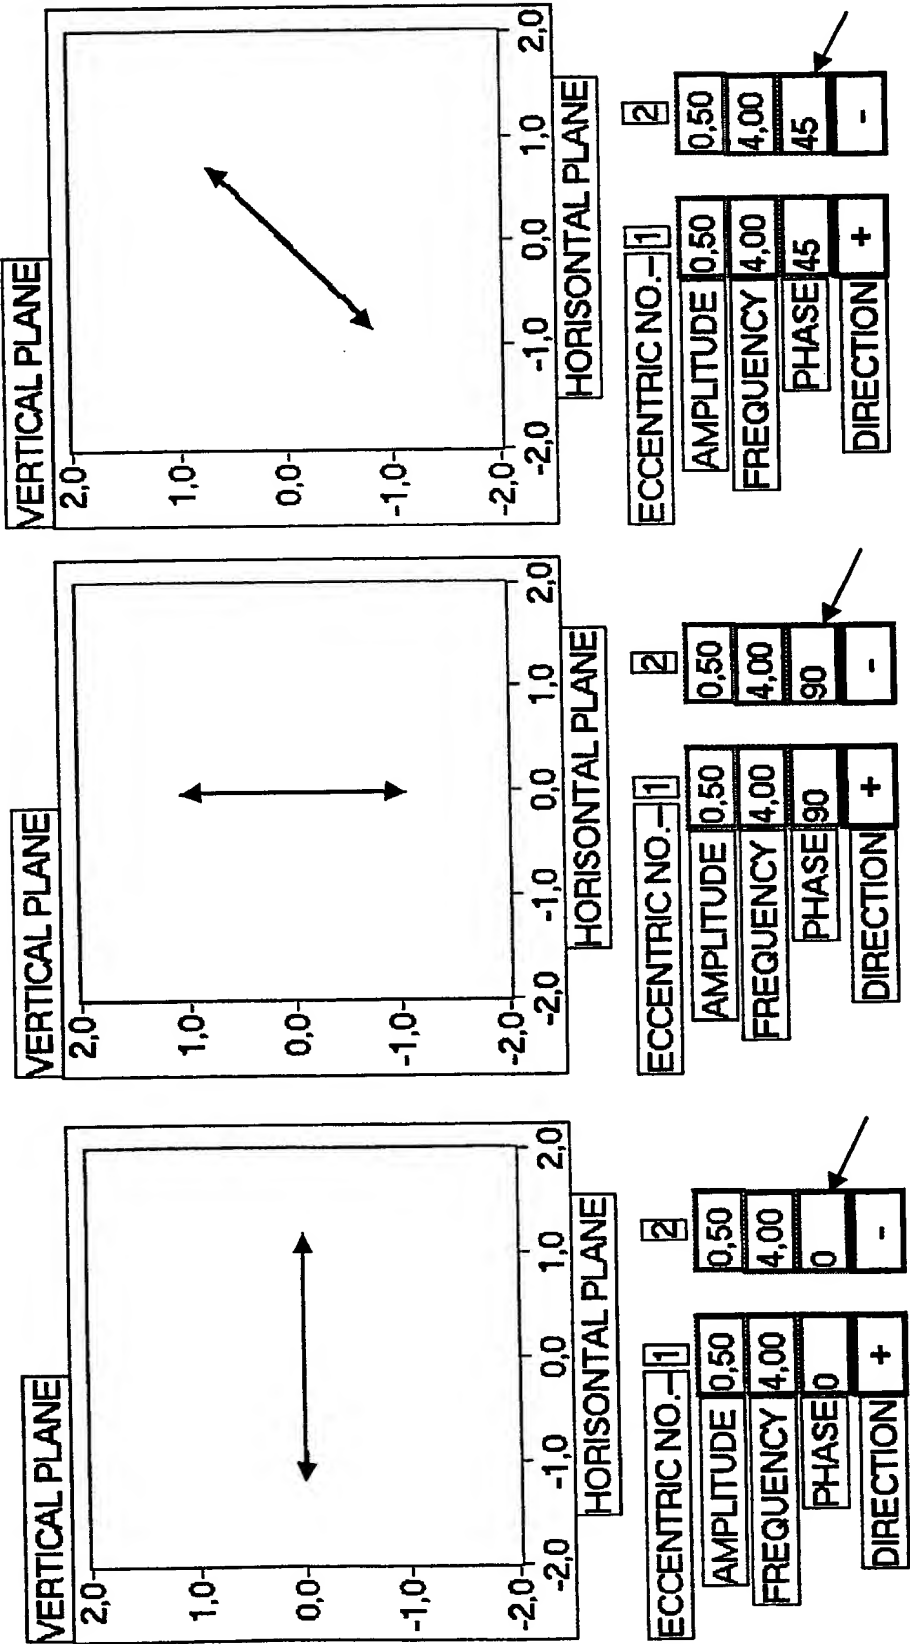 VERTICAL PLANE
2,0
1,0
0,0
-1,0
-2,0
-2,0 -1,0 0,0 1,0 2,0
HORISONTAL PLANE
ECCENTRIC NO.– 1 2
AMPLITUDE 0,50 0,50
FREQUENCY 4,00 4,00
PHASE 0 0
DIRECTION + -
VERTICAL PLANE
2,0
1,0
0,0
-1,0
-2,0
-2,0 -1,0 0,0 1,0 2,0
HORISONTAL PLANE
ECCENTRIC NO.– 1 2
AMPLITUDE 0,50 0,50
FREQUENCY 4,00 4,00
PHASE 90 90
DIRECTION + -
VERTICAL PLANE
2,0
1,0
0,0
-1,0
-2,0
-2,0 -1,0 0,0 1,0 2,0
HORISONTAL PLANE
ECCENTRIC NO.– 1 2
AMPLITUDE 0,50 0,50
FREQUENCY 4,00 4,00
PHASE 45 45
DIRECTION + -